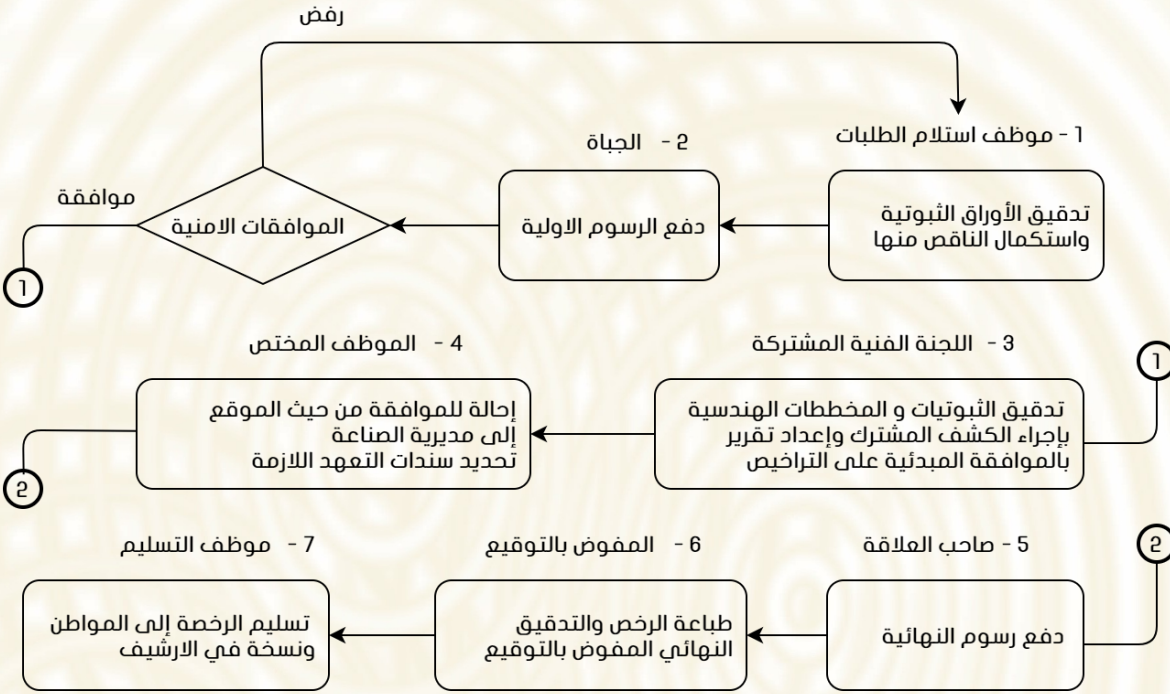 رفض
1 - موظف استلام الطلبات
تدقيق الأوراق الثبوتية
واستكمال الناقص منها
2 - الجباة
دفع الرسوم الاولية
الموافقات الامنية
موافقة
1
1
3 - اللجنة الفنية المشتركة
تدقيق الثبوتيات و المخططات الهندسية
بإجراء الكشف المشترك وإعداد تقرير
بالموافقة المبدئية على التراخيص
4 - الموظف المختص
إحالة للموافقة من حيث الموقع
إلى مديرية الصناعة
تحديد سندات التعهد اللازمة
2
2
5 - صاحب العلاقة
دفع رسوم النهائية
6 - المفوض بالتوقيع
طباعة الرخص والتدقيق
النهائي المفوض بالتوقيع
7 - موظف التسليم
تسليم الرخصة إلى المواطن
ونسخة في الارشيف